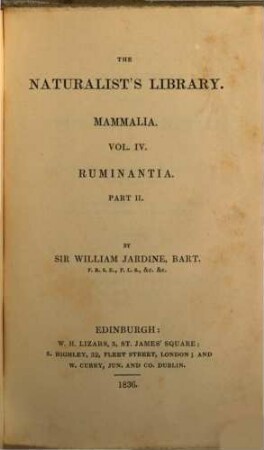 THE
NATURALIST'S LIBRARY.
MAMMALIA.
VOL. IV.
RUMINANTIA.
PART II.
BY
SIR WILLIAM JARDINE, BART.
F. R. S. E., F. L. S., &c. &c.
EDINBURGH:
W. H. LIZARS, 3, ST. JAMES' SQUARE;
S. HIGHLEY, 32, FLEET STREET, LONDON; AND
W. CURRY, JUN. AND CO. DUBLIN.
1836.